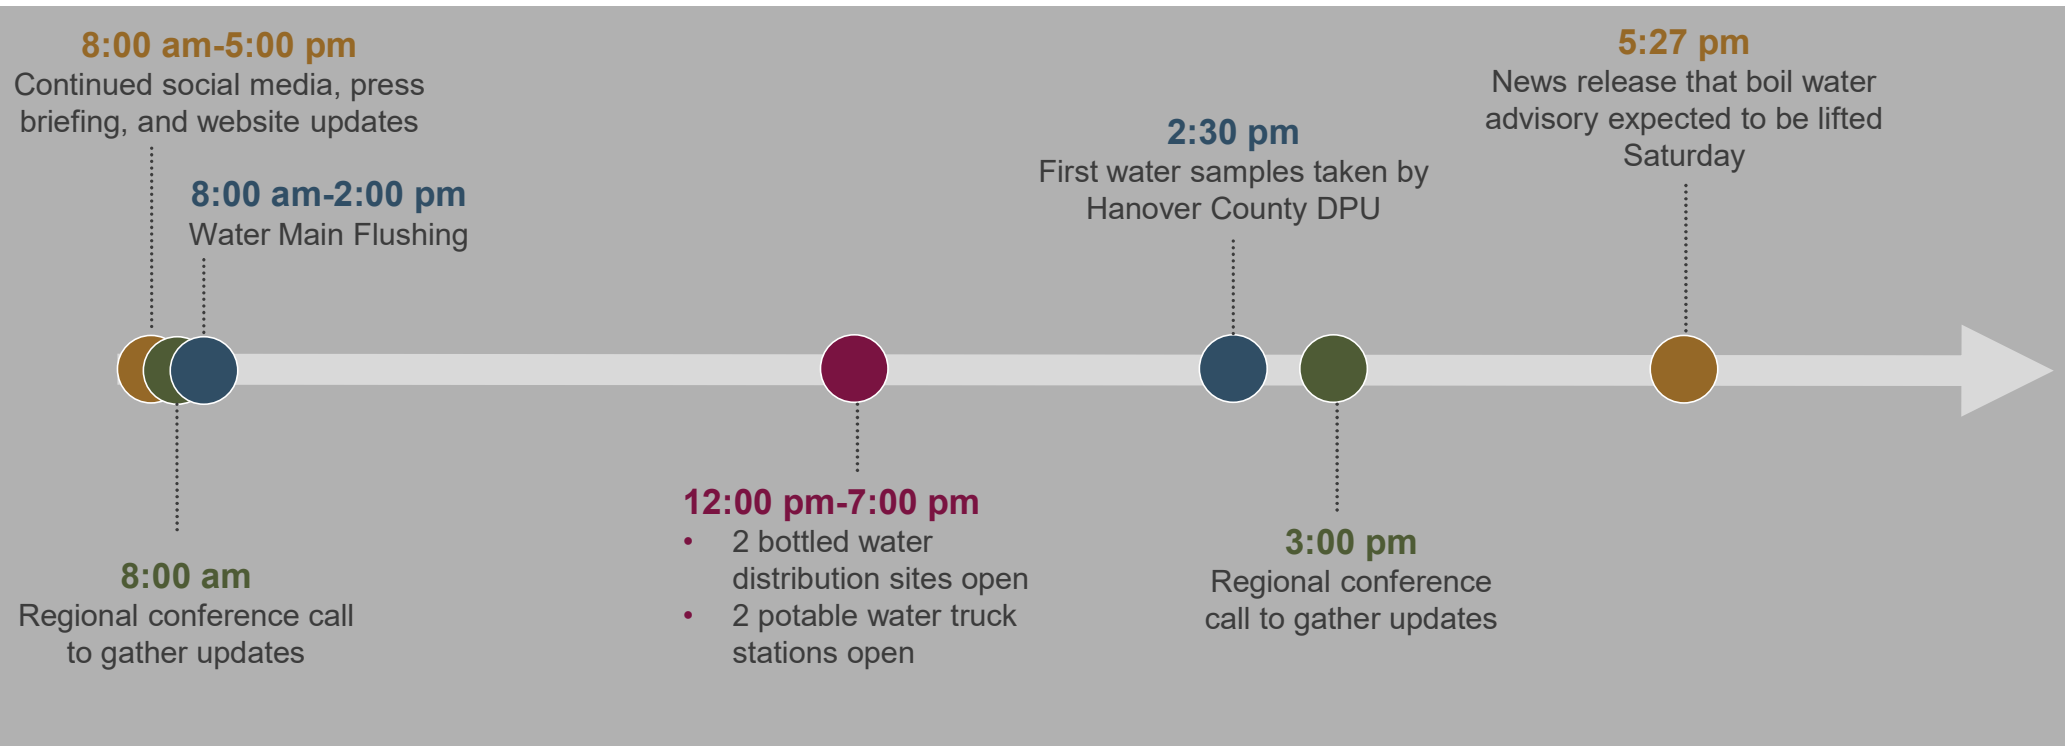 8:00 am-5:00 pm
Continued social media, press
briefing, and website updates
8:00 am-2:00 pm
Water Main Flushing
8:00 am
Regional conference call
to gather updates
12:00 pm-7:00 pm
• 2 bottled water
distribution sites open
• 2 potable water truck
stations open
2:30 pm
First water samples taken by
Hanover County DPU
3:00 pm
Regional conference
call to gather updates
5:27 pm
News release that boil water
advisory expected to be lifted
Saturday